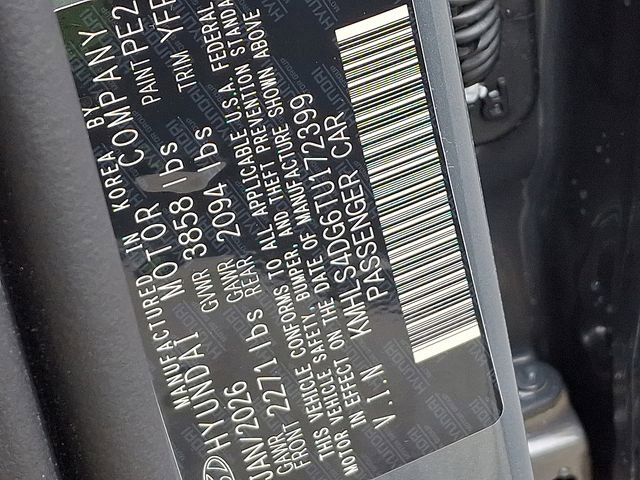 MANUFACTURED IN KOREA BY
HYUNDAI MOTOR COMPANY
JAN/2026 GVWR 3858 lbs PAINT PE2
GAWR FRONT 2271 lbs GAWR REAR 2094 lbs TRIM YFR
THIS VEHICLE CONFORMS TO ALL APPLICABLE U.S.A. FEDERAL
MOTOR VEHICLE SAFETY, BUMPER, AND THEFT PREVENTION STANDA
IN EFFECT ON THE DATE OF MANUFACTURE SHOWN ABOVE
V.I.N KMHLS4DG6TU172399
PASSENGER CAR